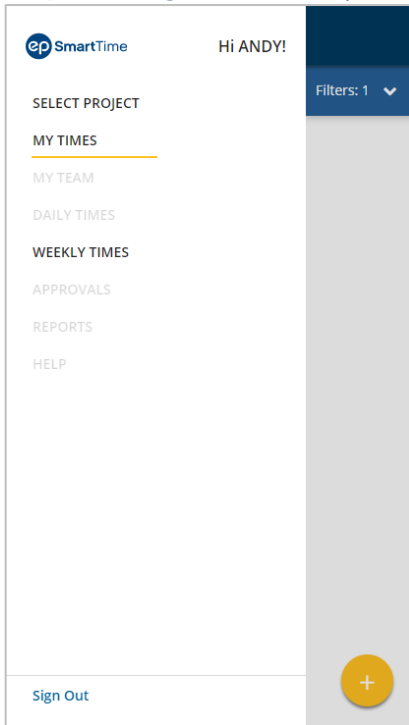 ep SmartTime
Hi ANDY!
Filters: 1
SELECT PROJECT
MY TIMES
MY TEAM
DAILY TIMES
WEEKLY TIMES
APPROVALS
REPORTS
HELP
+
Sign Out